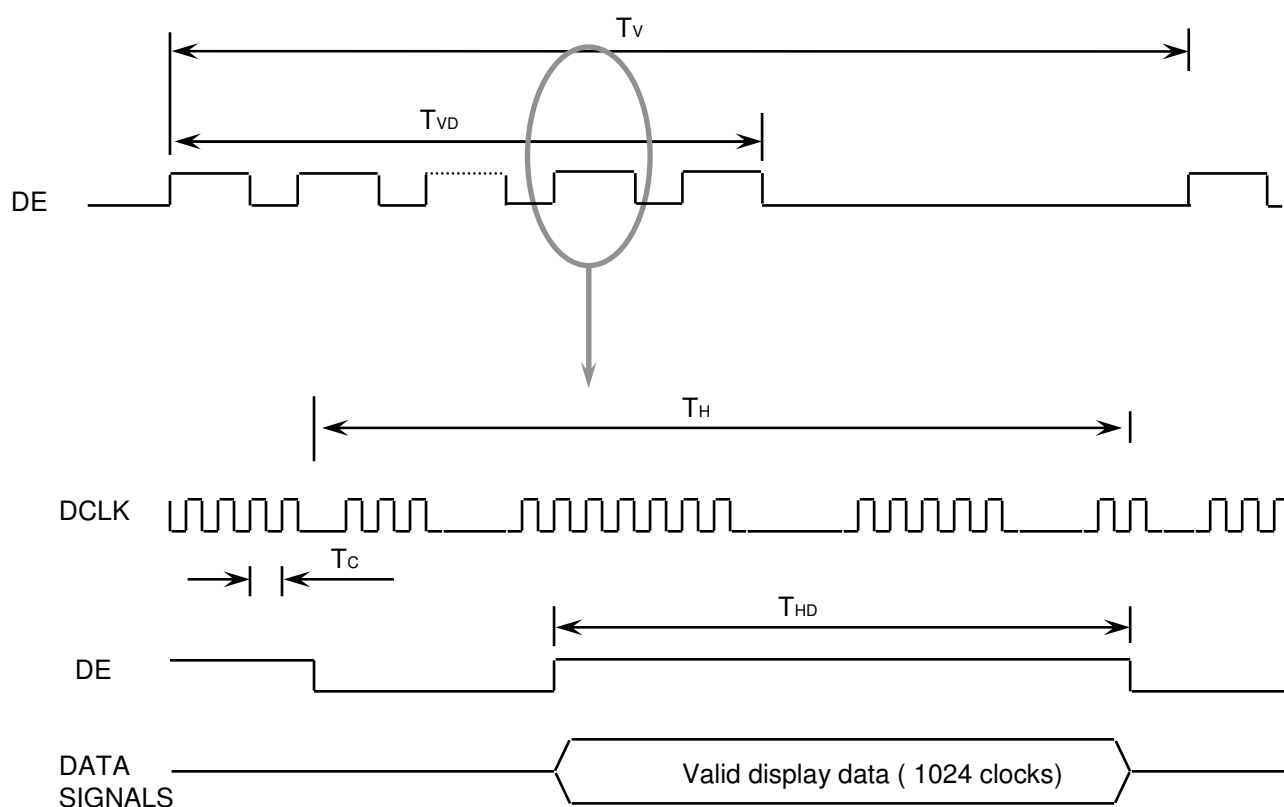 TV
TVD
DE
TH
DCLK
TC
THD
DE
DATA
SIGNALS
Valid display data ( 1024 clocks)